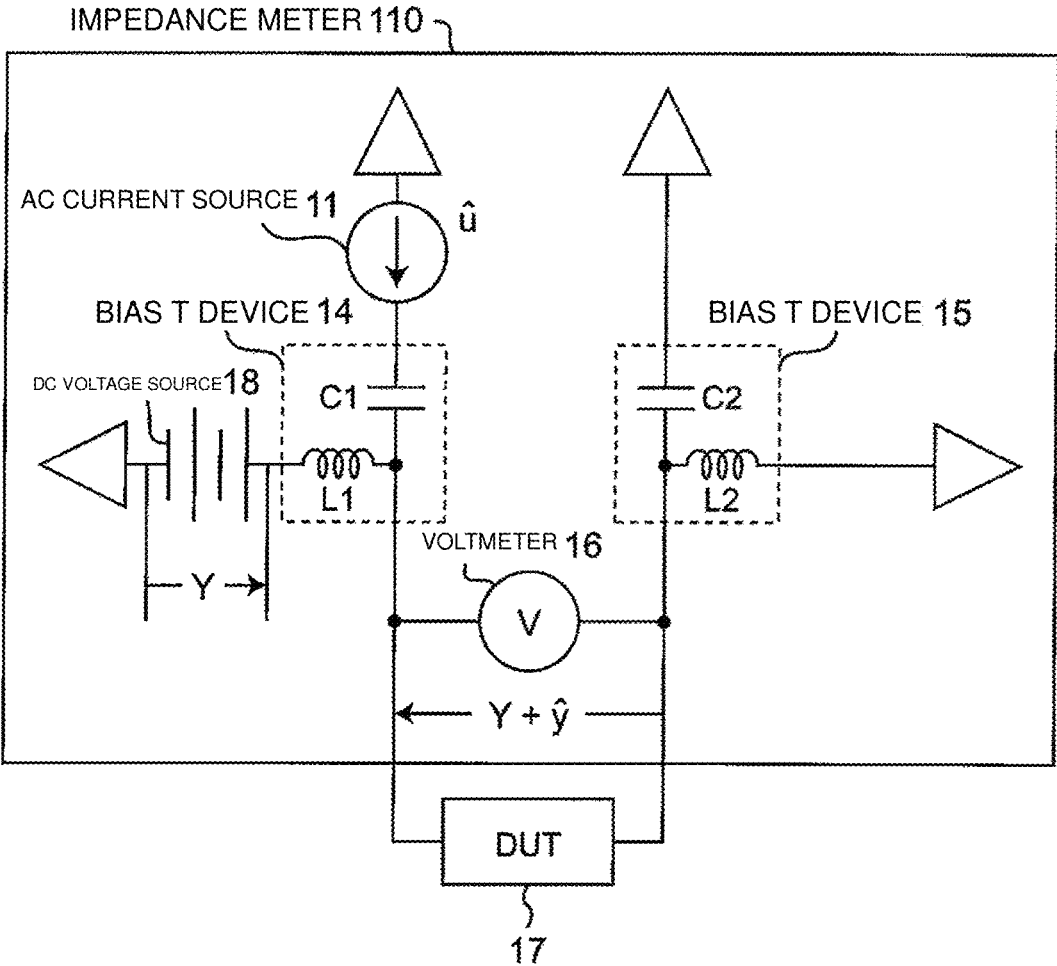 IMPEDANCE METER 110
AC CURRENT SOURCE 11
û
BIAS T DEVICE 14
BIAS T DEVICE 15
DC VOLTAGE SOURCE 18
C1
C2
L1
L2
VOLTMETER 16
Y
V
Y + ŷ
DUT
17